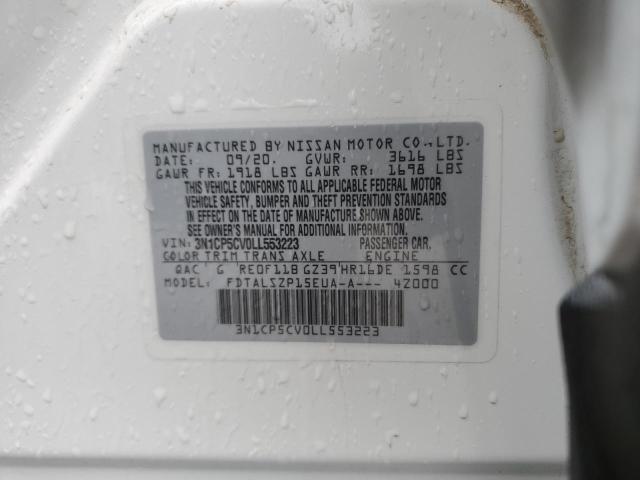 MANUFACTURED BY NISSAN MOTOR CO.,LTD.
DATE: 09/20. GVWR: 3616 LBS
GAWR FR: 1918 LBS GAWR RR: 1698 LBS
THIS VEHICLE CONFORMS TO ALL APPLICABLE FEDERAL MOTOR
VEHICLE SAFETY, BUMPER AND THEFT PREVENTION STANDARDS
IN EFFECT ON THE DATE OF MANUFACTURE SHOWN ABOVE.
SEE OWNER'S MANUAL FOR ADDITIONAL INFORMATION.
VIN: 3N1CP5CV0LL553223 PASSENGER CAR.
COLOR TRIM TRANS AXLE ENGINE
QAC G RE0F11B GZ39 HR16DE 1598 CC
MODEL: FDTALSZP15EUA-A--- 4Z000
3N1CP5CV0LL553223